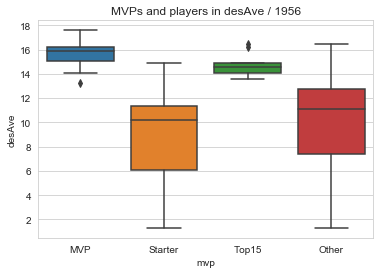 MVPs and players in desAve / 1956
18
16
14
12
10
8
6
4
2
desAve
MVP Starter Top15 Other
mvp